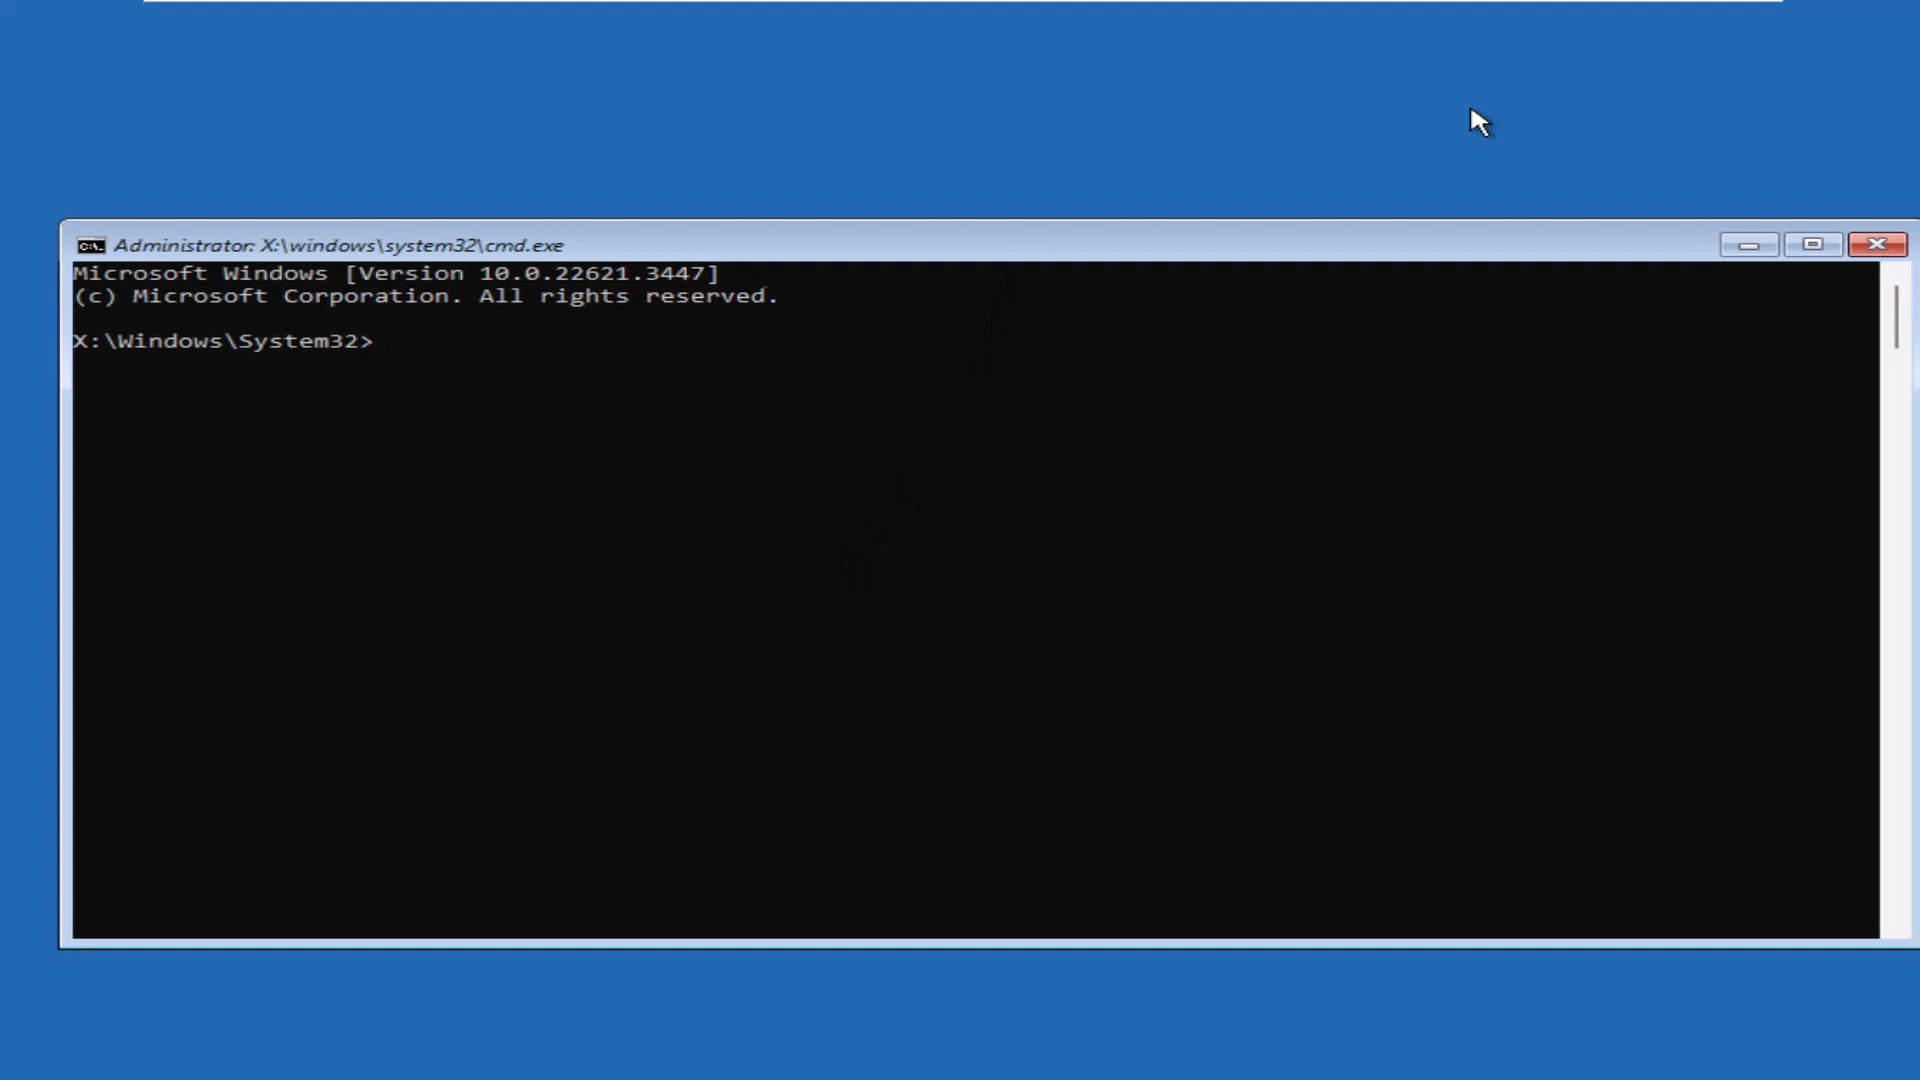 Administrator: X:\windows\system32\cmd.exe
Microsoft Windows [Version 10.0.22621.3447]
(c) Microsoft Corporation. All rights reserved.
X:\Windows\System32>